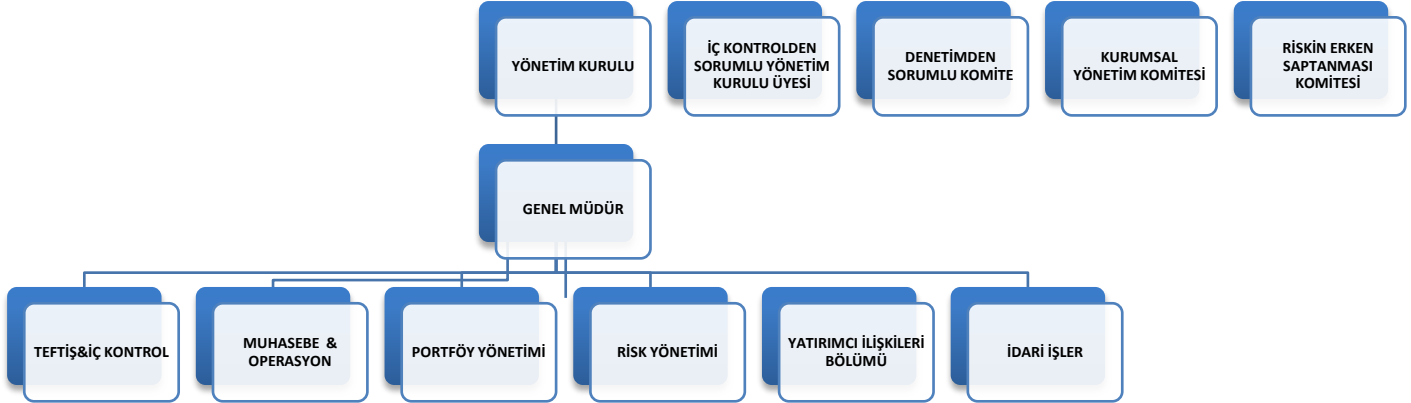 YÖNETİM KURULU
İÇ KONTROLDEN
SORUMLU YÖNETİM
KURULU ÜYESİ
DENETİMDEN
SORUMLU KOMİTE
KURUMSAL
YÖNETİM KOMİTESİ
RİSKİN ERKEN
SAPTANMASI
KOMİTESİ
GENEL MÜDÜR
TEFTİŞ&İÇ KONTROL
MUHASEBE &
OPERASYON
PORTFÖY YÖNETİMİ
RİSK YÖNETİMİ
YATIRIMCI İLİŞKİLERİ
BÖLÜMÜ
İDARİ İŞLER